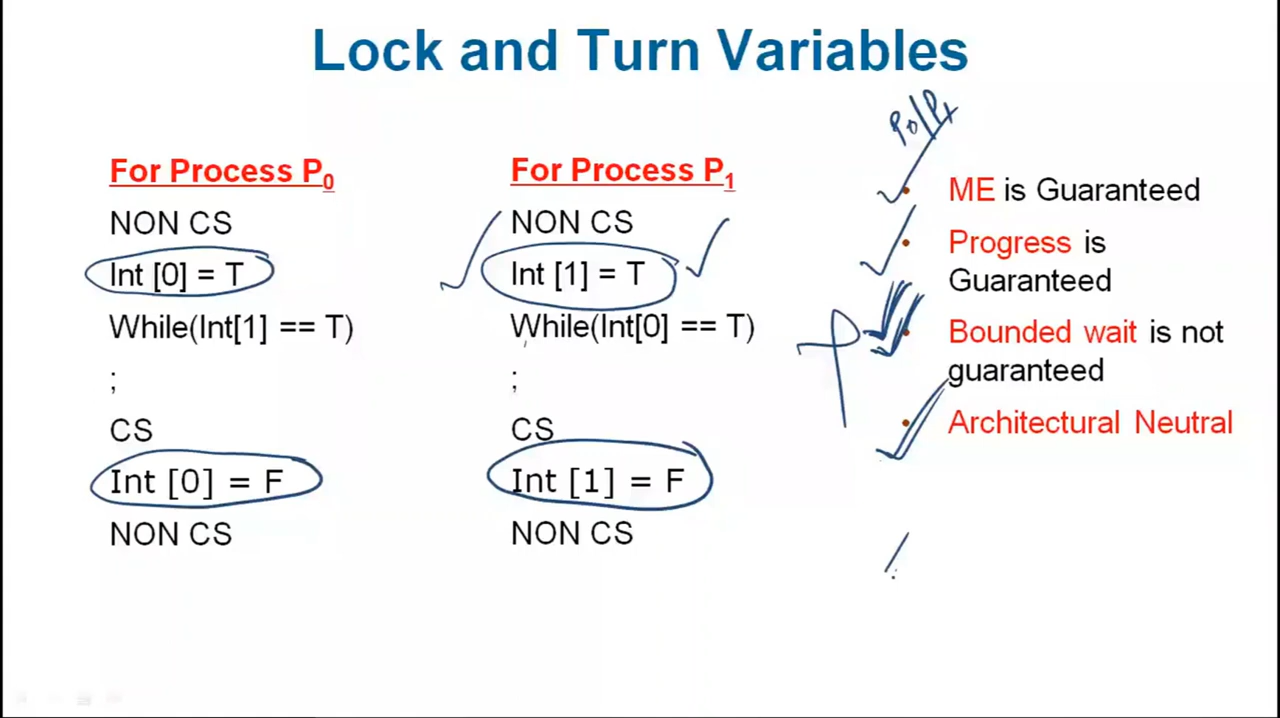 Lock and Turn Variables
P0/P1
For Process P0
NON CS
Int [0] = T
While(Int[1] == T)
;
CS
Int [0] = F
NON CS
For Process P1
NON CS
Int [1] = T
While(Int[0] == T)
;
CS
Int [1] = F
NON CS
• ME is Guaranteed
• Progress is
Guaranteed
• Bounded wait is not
guaranteed
• Architectural Neutral